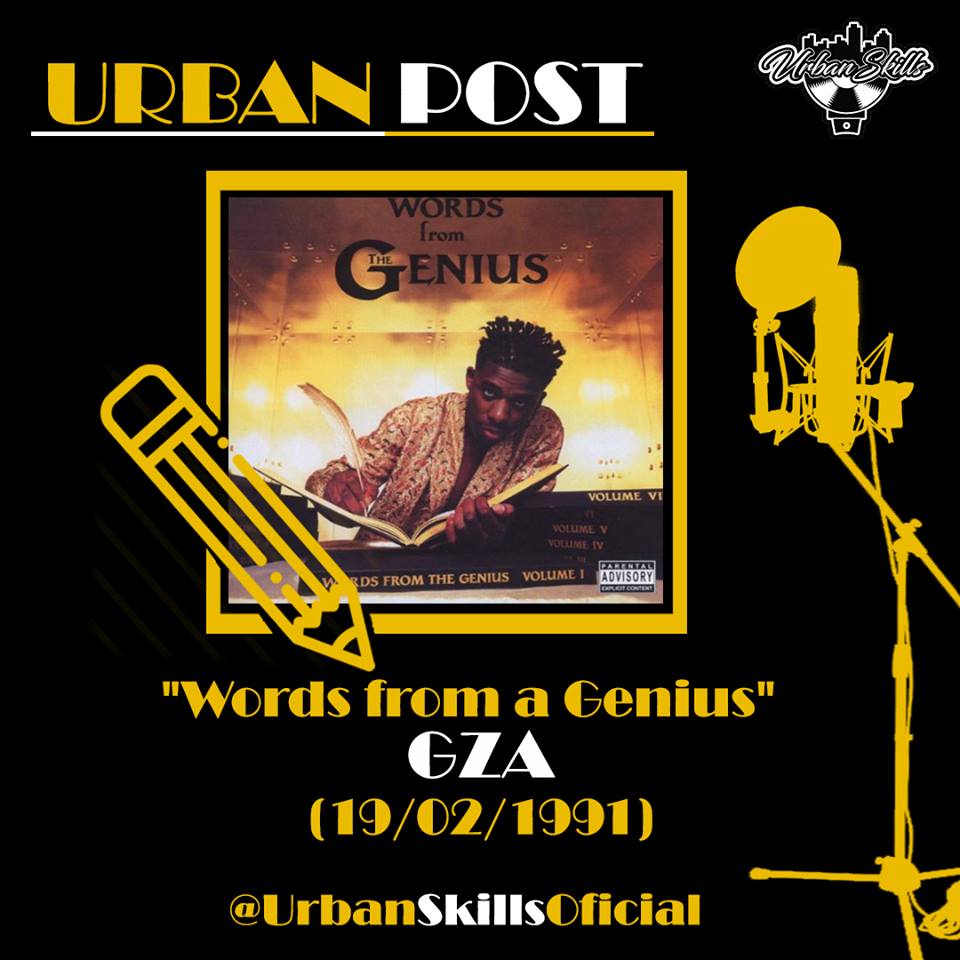 URBAN POST
Urban Skills
WORDS
from
THE GENIUS
VOLUME VI
VI
VOLUME V
VOLUME IV
WORDS FROM THE GENIUS VOLUME I
PARENTAL
ADVISORY
EXPLICIT CONTENT
"Words from a Genius"
GZA
(19/02/1991)
@UrbanSkillsOficial